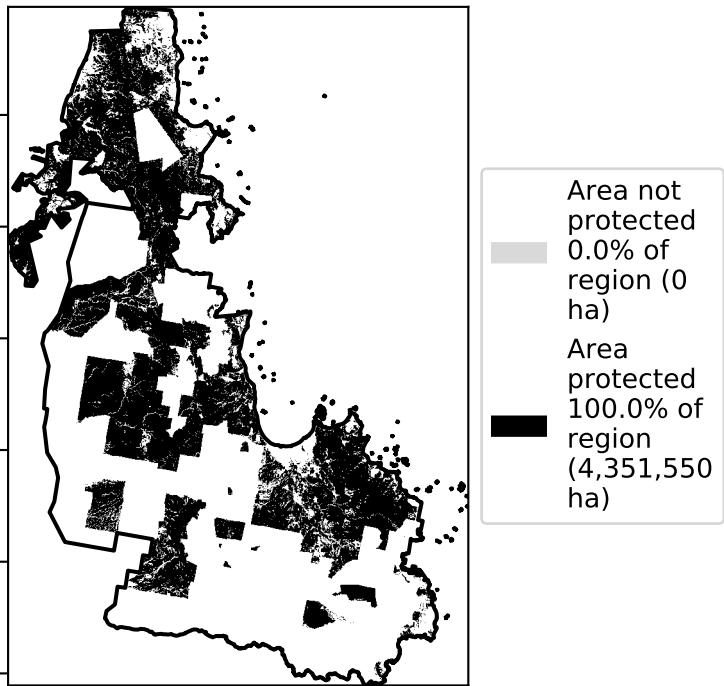 Area not
protected
0.0% of
region (0
ha)
Area
protected
100.0% of
region
(4,351,550
ha)